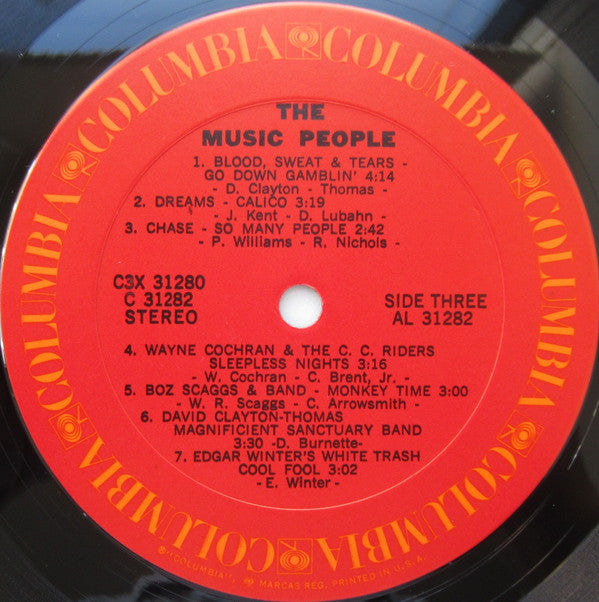 COLUMBIA COLUMBIA COLUMBIA COLUMBIA COLUMBIA COLUMBIA
THE
MUSIC PEOPLE
1. BLOOD, SWEAT & TEARS -
GO DOWN GAMBLIN' 4:14
- D. Clayton - Thomas -
2. DREAMS - CALICO 3:19
- J. Kent - D. Lubahn -
3. CHASE - SO MANY PEOPLE 2:42
- P. Williams - R. Nichols -
C3X 31280
C 31282
STEREO
SIDE THREE
AL 31282
4. WAYNE COCHRAN & THE C. C. RIDERS
SLEEPLESS NIGHTS 3:16
- W. Cochran - C. Brent, Jr. -
5. BOZ SCAGGS & BAND - MONKEY TIME 3:00
- W. R. Scaggs - C. Arrowsmith -
6. DAVID CLAYTON-THOMAS
MAGNIFICIENT SANCTUARY BAND
3:30 -D. Burnette-
7. EDGAR WINTER'S WHITE TRASH
COOL FOOL 3:02
- E. Winter -
® "COLUMBIA", MARCAS REG. PRINTED IN U.S.A.